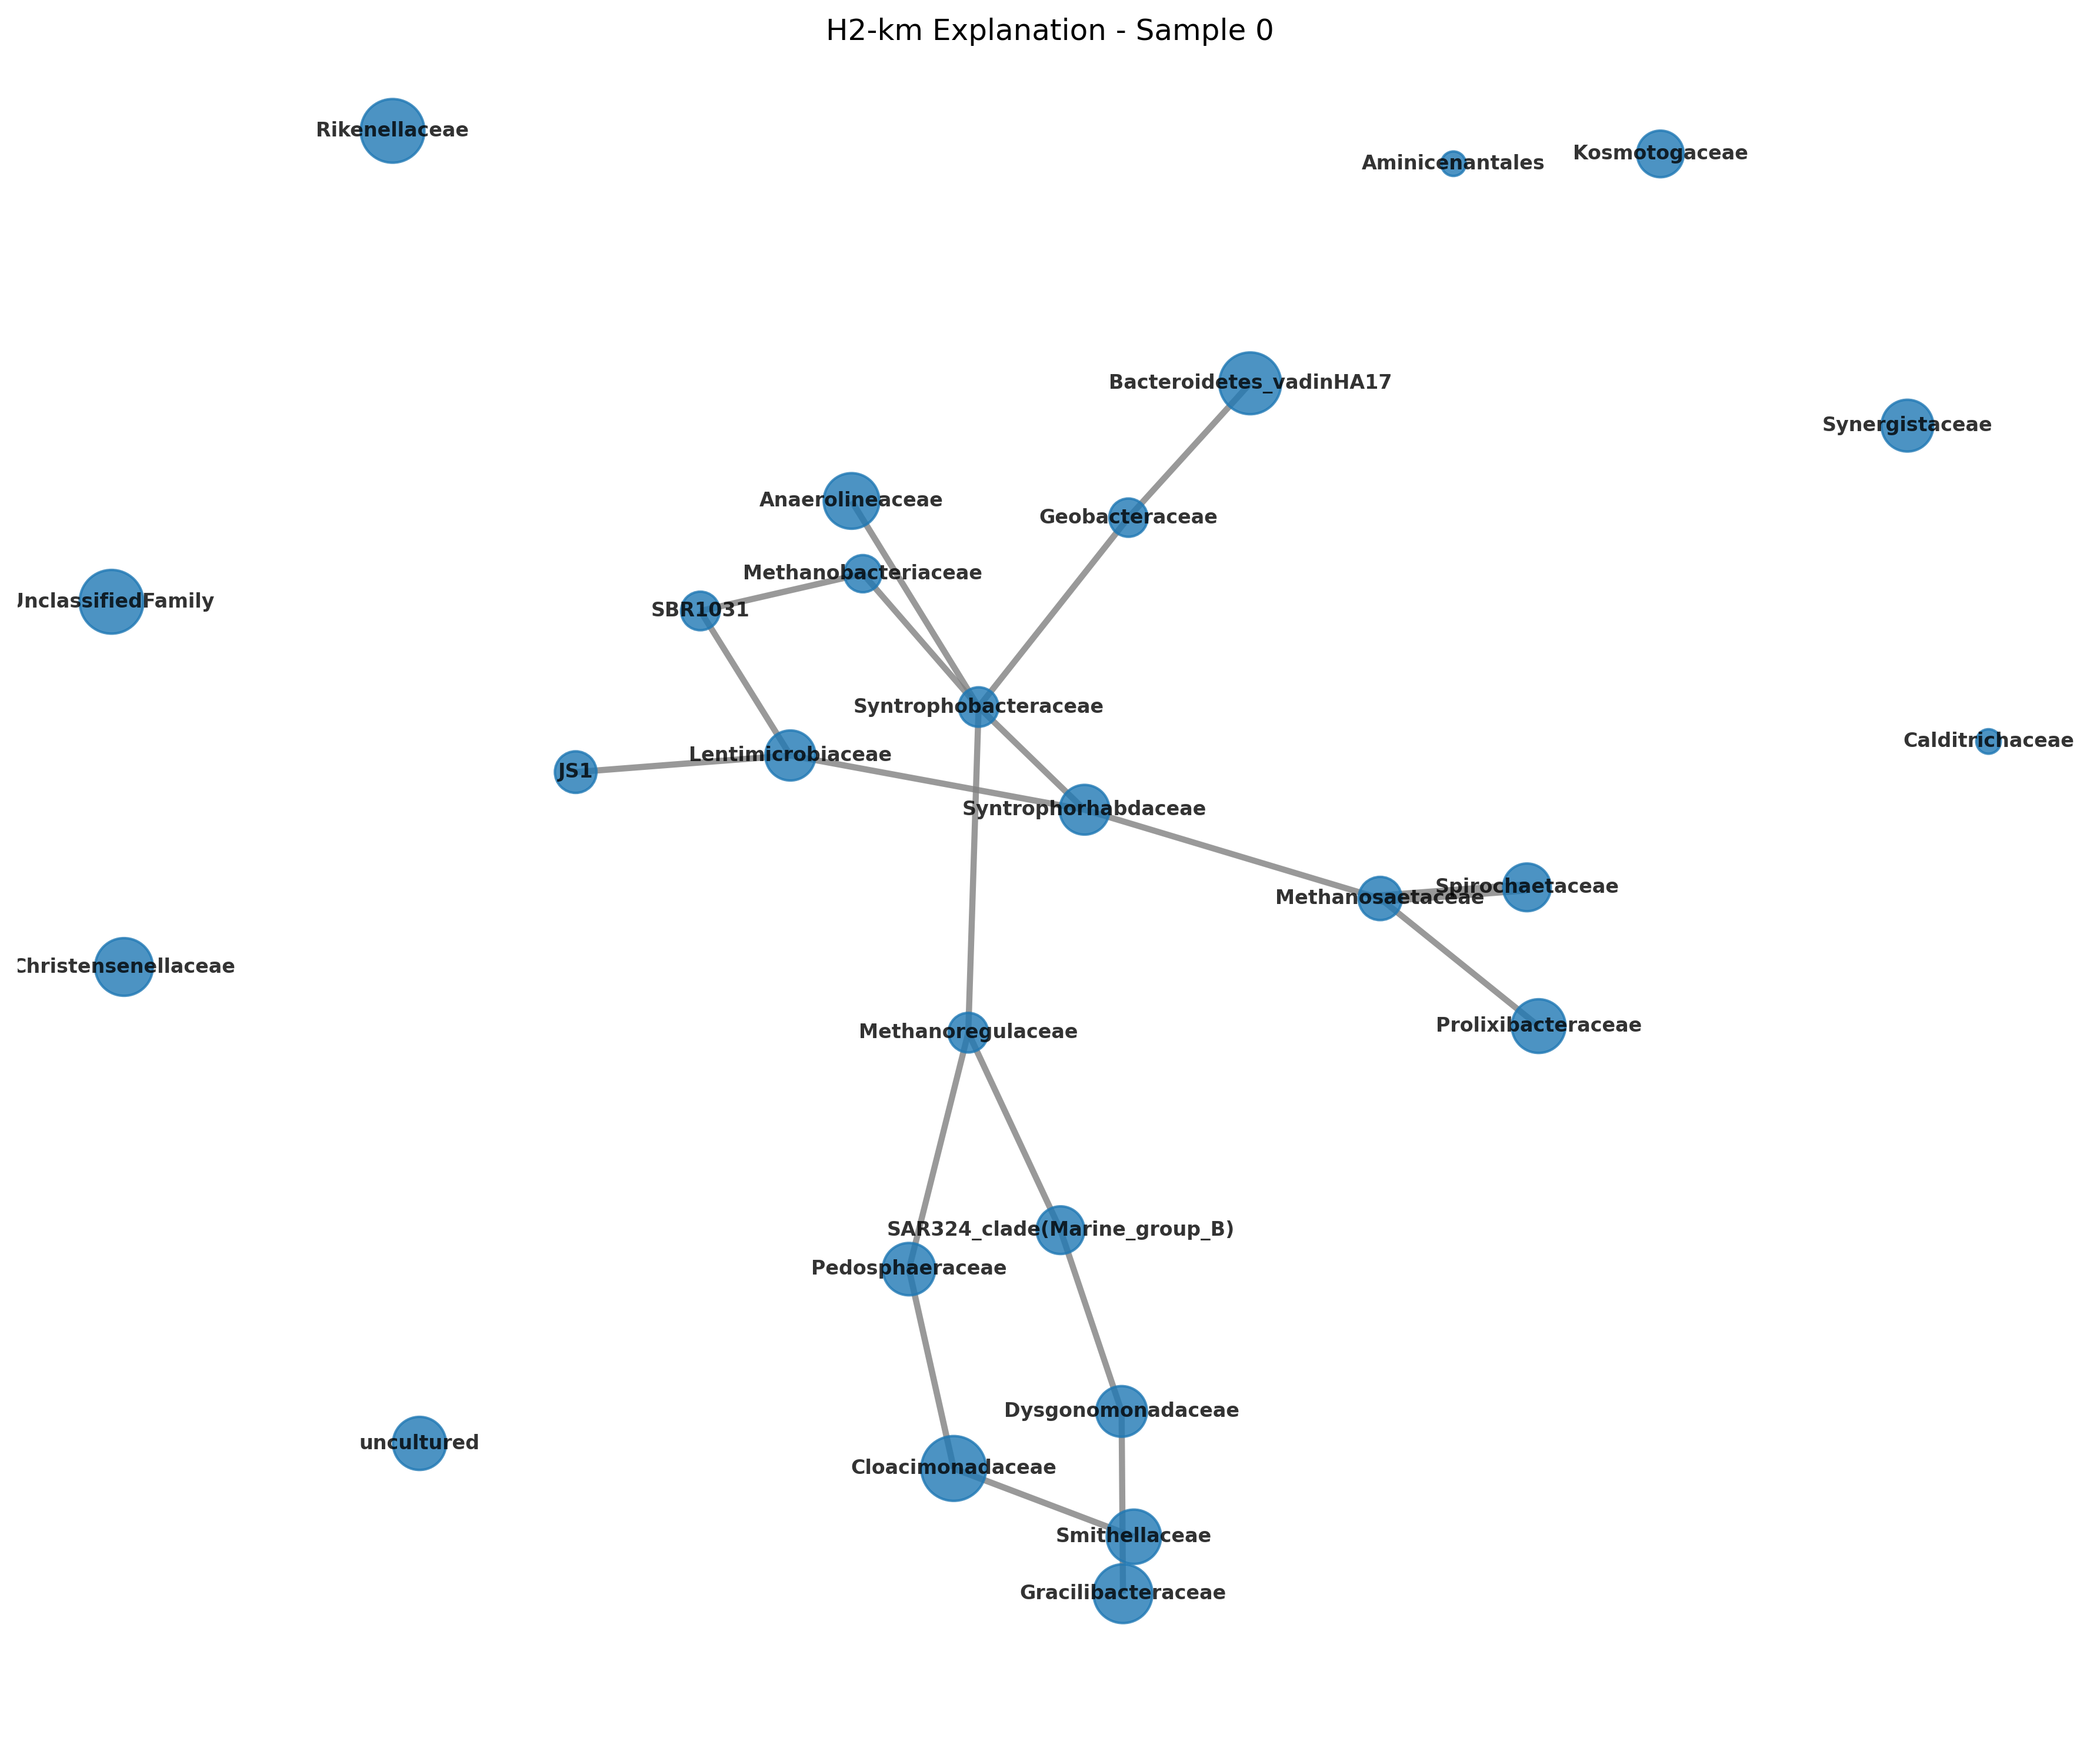 H2-km Explanation - Sample 0
Rikenellaceae
Aminicenantales
Kosmotogaceae
Bacteroidetes_vadinHA17
Synergistaceae
Anaerolineaceae
Geobacteraceae
Methanobacteriaceae
UnclassifiedFamily
SBR1031
Syntrophobacteraceae
Calditrichaceae
Lentimicrobiaceae
JS1
Syntrophorhabdaceae
Spirochaetaceae
Methanosaetaceae
Christensenellaceae
Prolixibacteraceae
Methanoregulaceae
SAR324_clade(Marine_group_B)
Pedosphaeraceae
Dysgonomonadaceae
uncultured
Cloacimonadaceae
Smithellaceae
Gracilibacteraceae